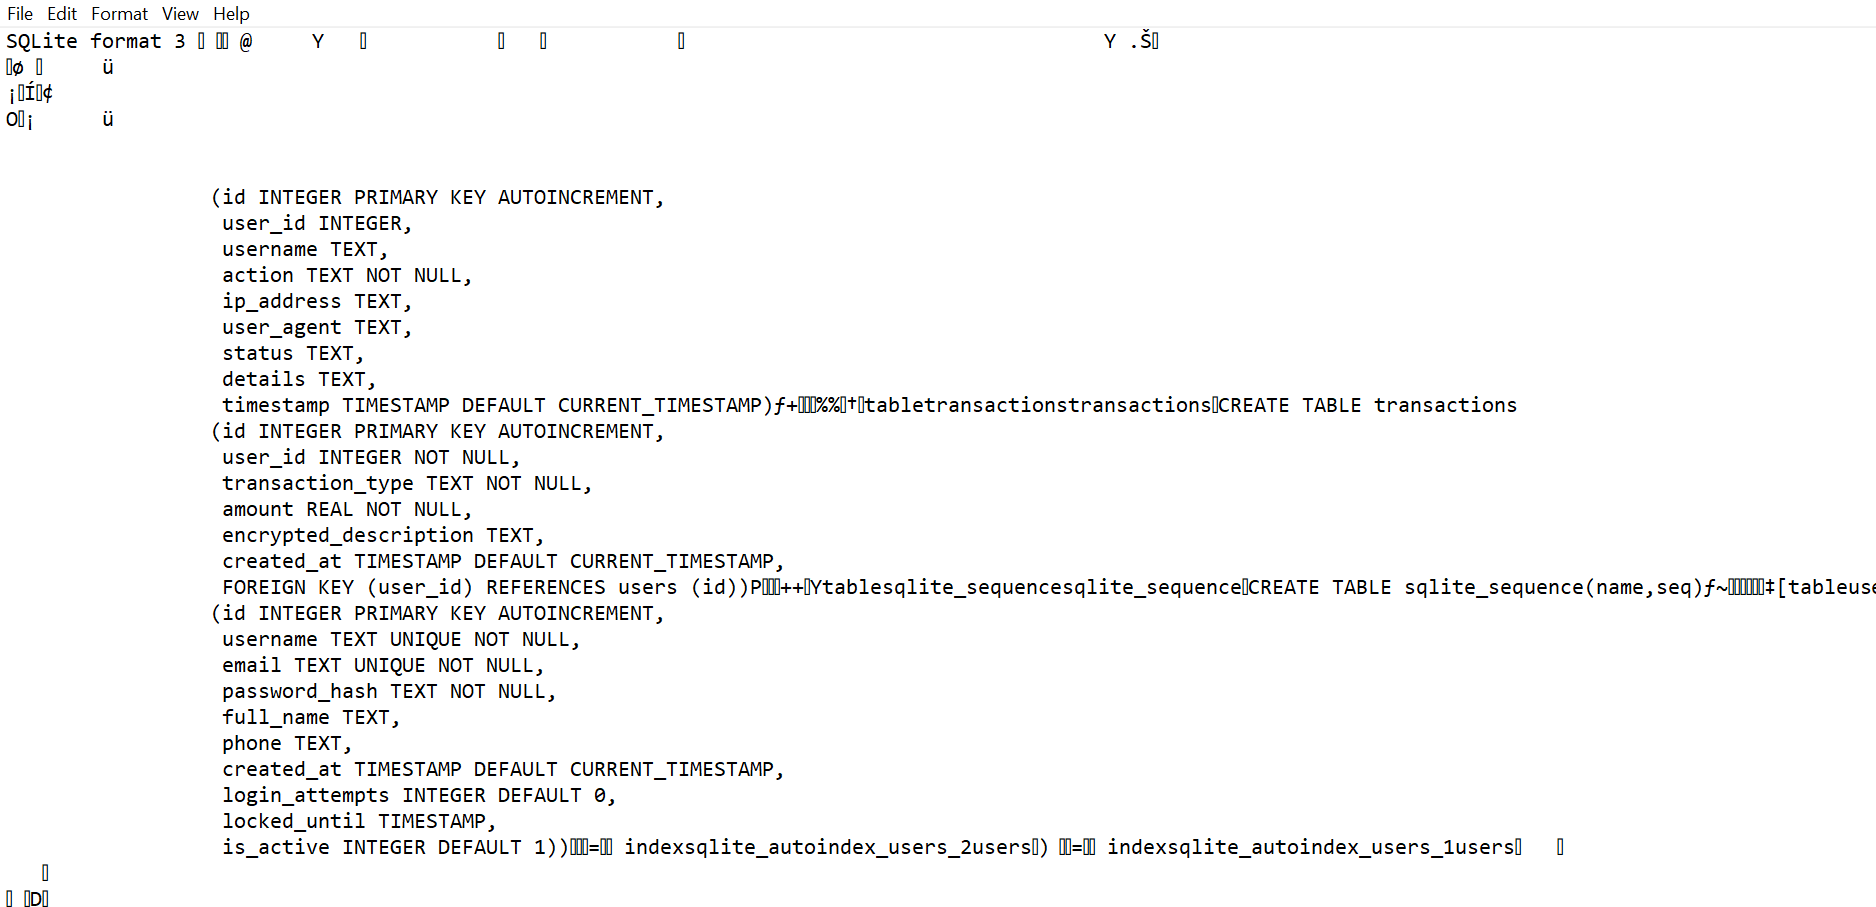 File Edit Format View Help
SQLite format 3 @ Y Y .Š
ø ü
¡Í¢
O¡ ü
(id INTEGER PRIMARY KEY AUTOINCREMENT,
user_id INTEGER,
username TEXT,
action TEXT NOT NULL,
ip_address TEXT,
user_agent TEXT,
status TEXT,
details TEXT,
timestamp TIMESTAMP DEFAULT CURRENT_TIMESTAMP)ƒ+%%†tabletransactionstransactionsCREATE TABLE transactions
(id INTEGER PRIMARY KEY AUTOINCREMENT,
user_id INTEGER NOT NULL,
transaction_type TEXT NOT NULL,
amount REAL NOT NULL,
encrypted_description TEXT,
created_at TIMESTAMP DEFAULT CURRENT_TIMESTAMP,
FOREIGN KEY (user_id) REFERENCES users (id))P++Ytablesqlite_sequencesqlite_sequenceCREATE TABLE sqlite_sequence(name,seq)ƒ~‡[tableuse
(id INTEGER PRIMARY KEY AUTOINCREMENT,
username TEXT UNIQUE NOT NULL,
email TEXT UNIQUE NOT NULL,
password_hash TEXT NOT NULL,
full_name TEXT,
phone TEXT,
created_at TIMESTAMP DEFAULT CURRENT_TIMESTAMP,
login_attempts INTEGER DEFAULT 0,
locked_until TIMESTAMP,
is_active INTEGER DEFAULT 1))= indexsqlite_autoindex_users_2users) = indexsqlite_autoindex_users_1users
D